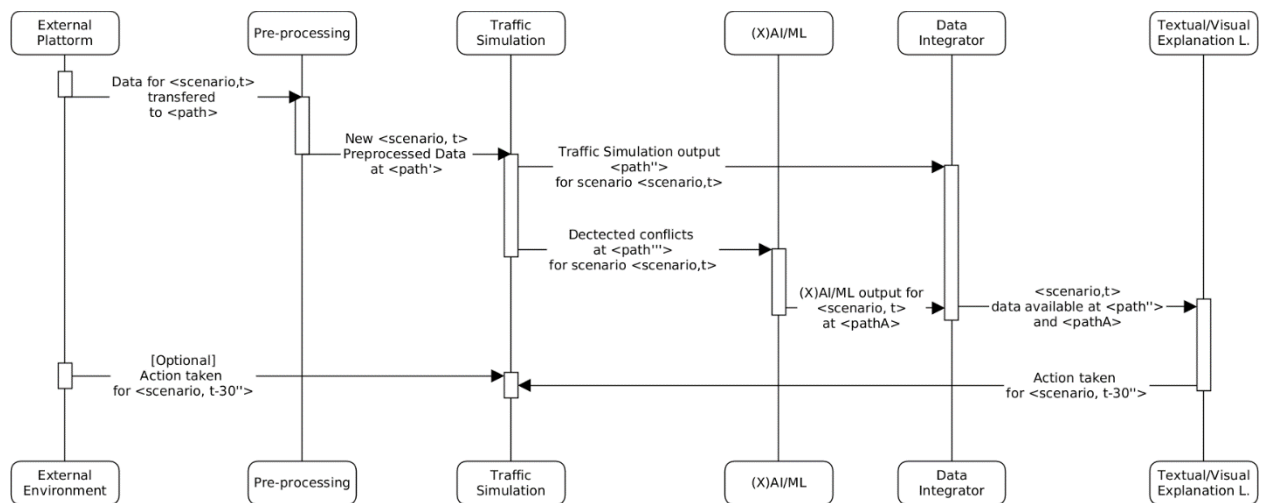 External
Plattorm
Pre-processing
Traffic
Simulation
(X)AI/ML
Data
Integrator
Textual/Visual
Explanation L.
Data for <scenario,t>
transfered
to <path>
New <scenario, t>
Preprocessed Data
at <path'>
Traffic Simulation output
<path''>
for scenario <scenario,t>
Dectected conflicts
at <path'''>
for scenario <scenario,t>
(X)AI/ML output for
<scenario, t>
at <pathA>
<scenario,t>
data available at <path''>
and <pathA>
[Optional]
Action taken
for <scenario, t-30''>
Action taken
for <scenario, t-30''>
External
Environment
Pre-processing
Traffic
Simulation
(X)AI/ML
Data
Integrator
Textual/Visual
Explanation L.